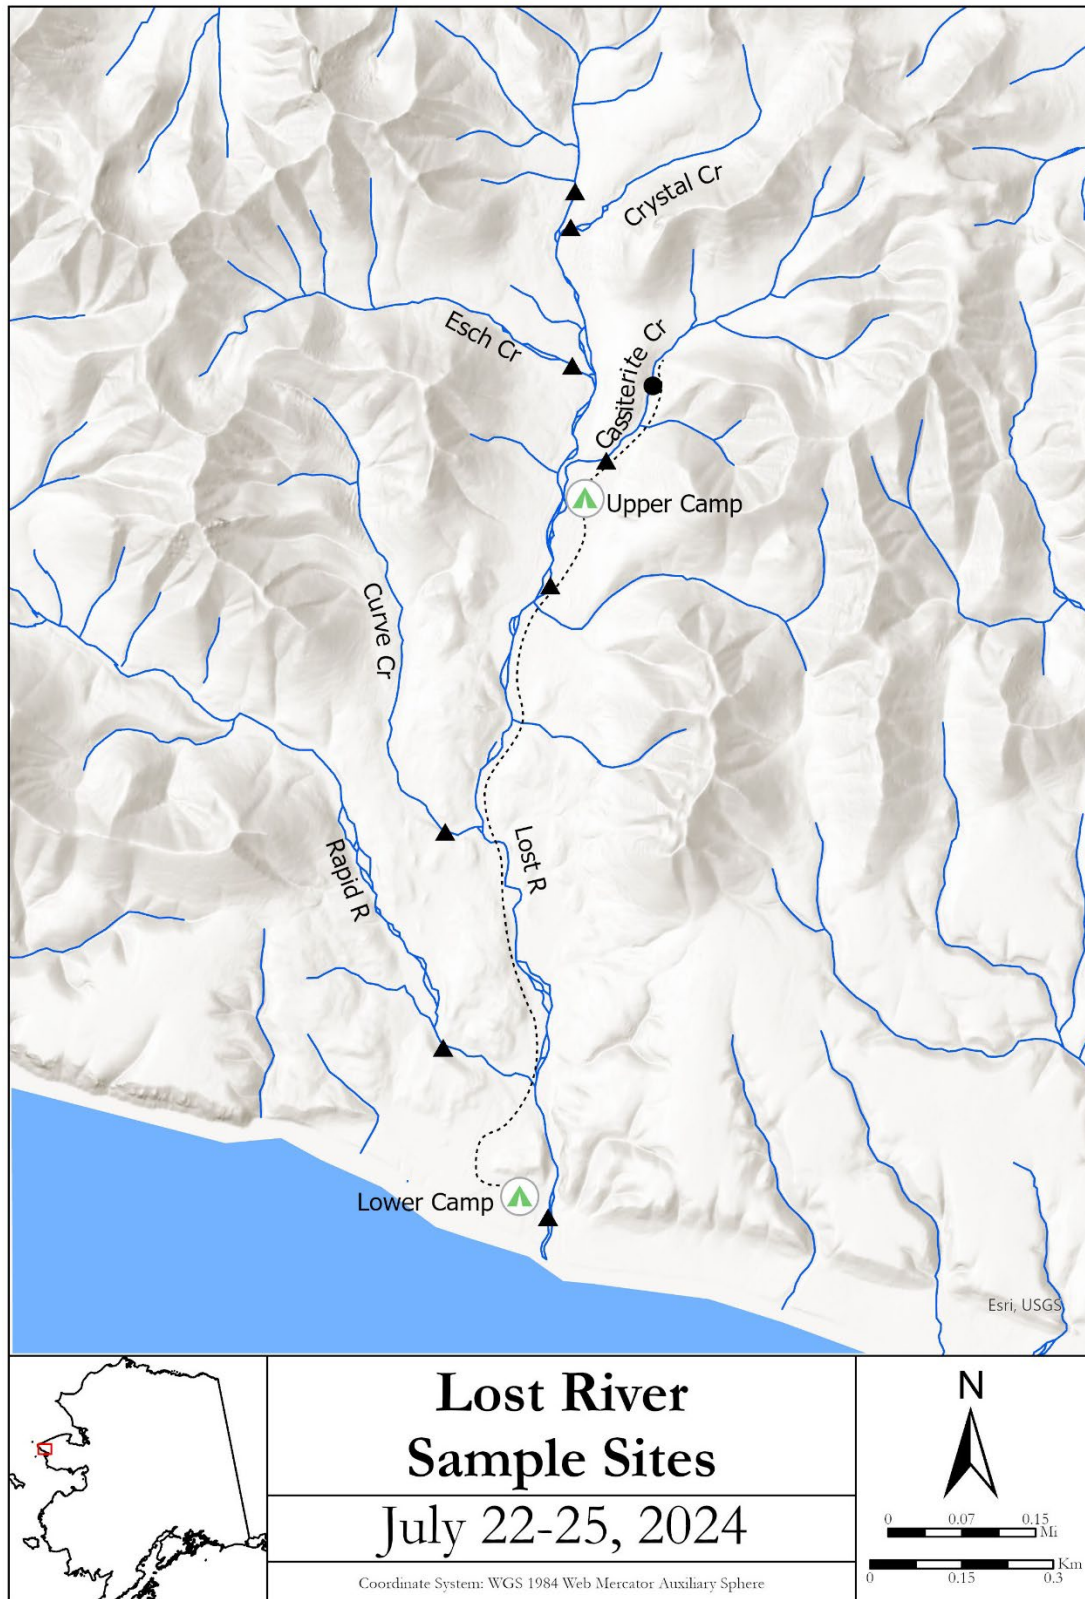 Crystal Cr
Esch Cr
Cassiterite Cr
Upper Camp
Curve Cr
Lost R
Rapid R
Lower Camp
Esri, USGS
Lost River
Sample Sites
July 22-25, 2024
Coordinate System: WGS 1984 Web Mercator Auxiliary Sphere
N
0 0.07 0.15
Mi
Km
0 0.15 0.3